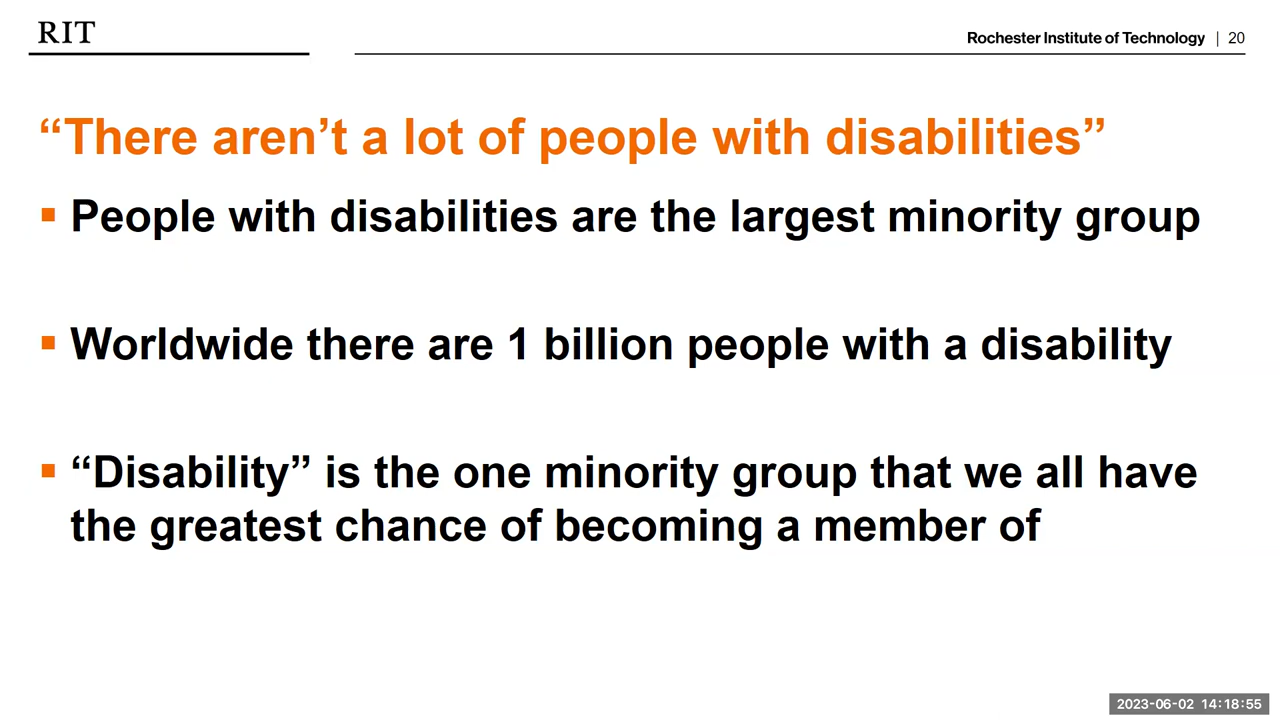 RIT
Rochester Institute of Technology | 20
“There aren’t a lot of people with disabilities”
▪ People with disabilities are the largest minority group
▪ Worldwide there are 1 billion people with a disability
▪ “Disability” is the one minority group that we all have
the greatest chance of becoming a member of
2023-06-02 14:18:55